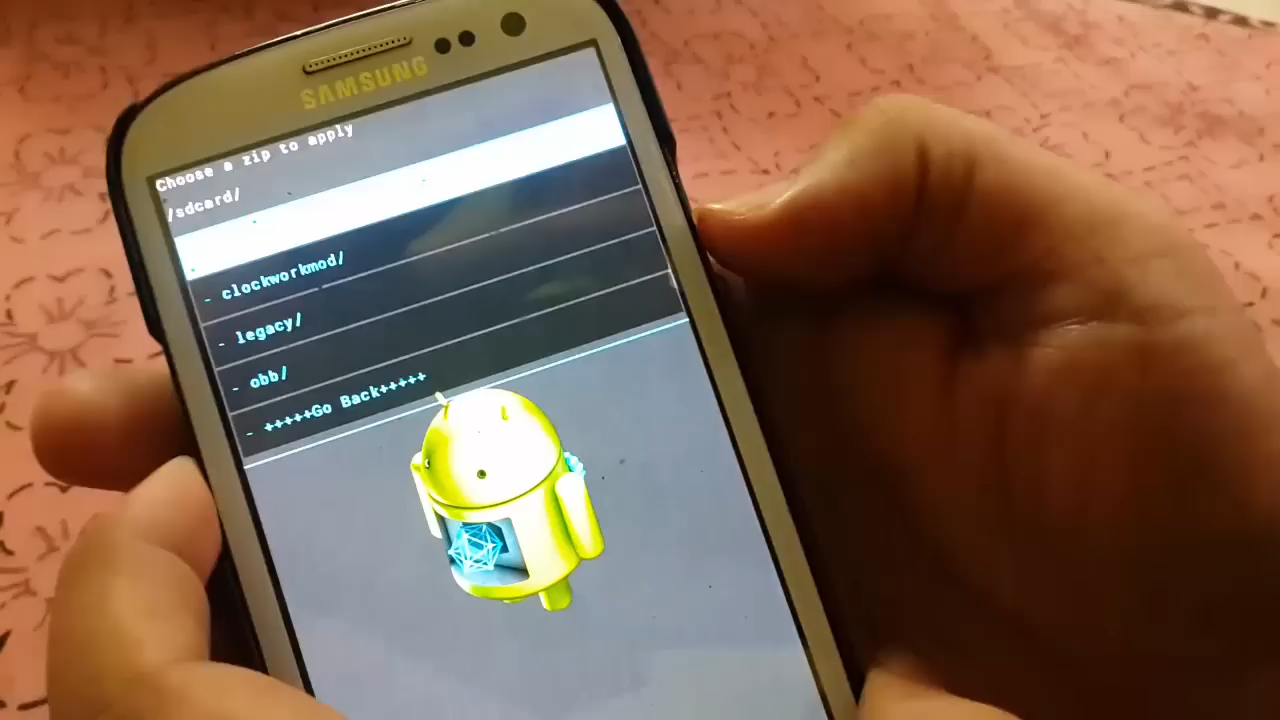 SAMSUNG
Choose a zip to apply
/sdcard/
- clockworkmod/
- legacy/
- obb/
- +++++Go Back+++++